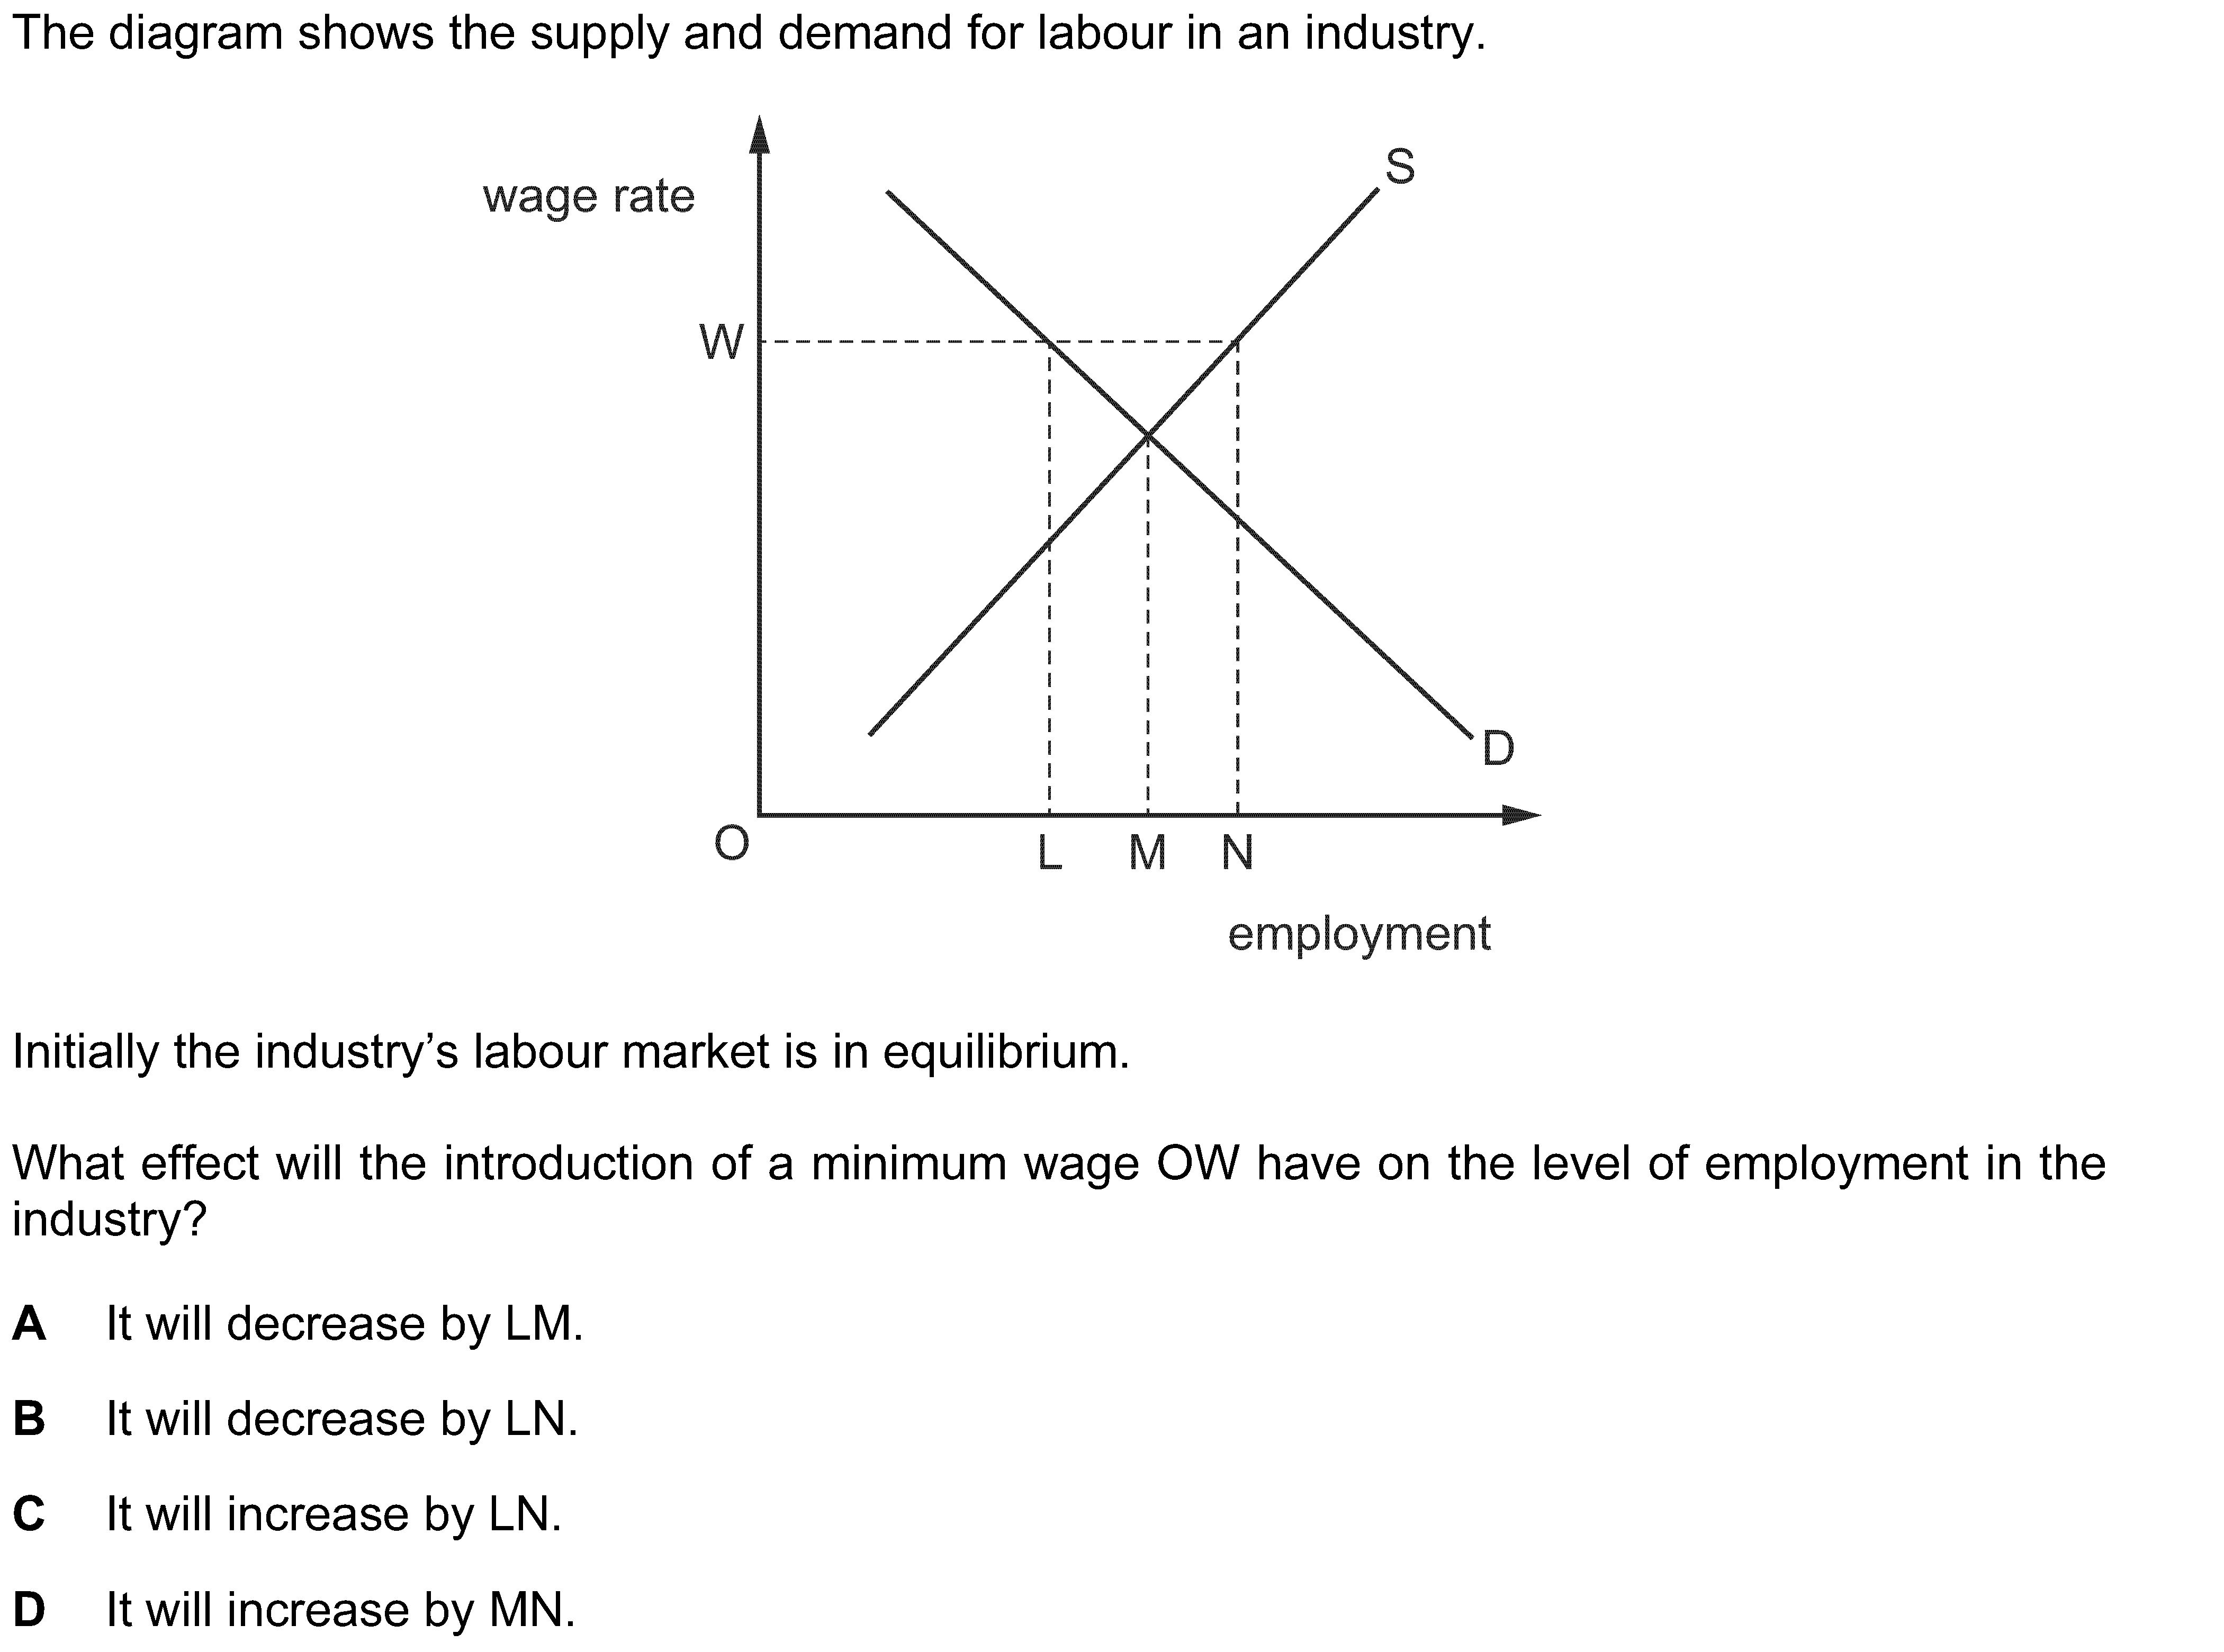 The diagram shows the supply and demand for labour in an industry.
wage rate
S
W
D
O
L M N
employment
Initially the industry’s labour market is in equilibrium.
What effect will the introduction of a minimum wage OW have on the level of employment in the
industry?
A It will decrease by LM.
B It will decrease by LN.
C It will increase by LN.
D It will increase by MN.